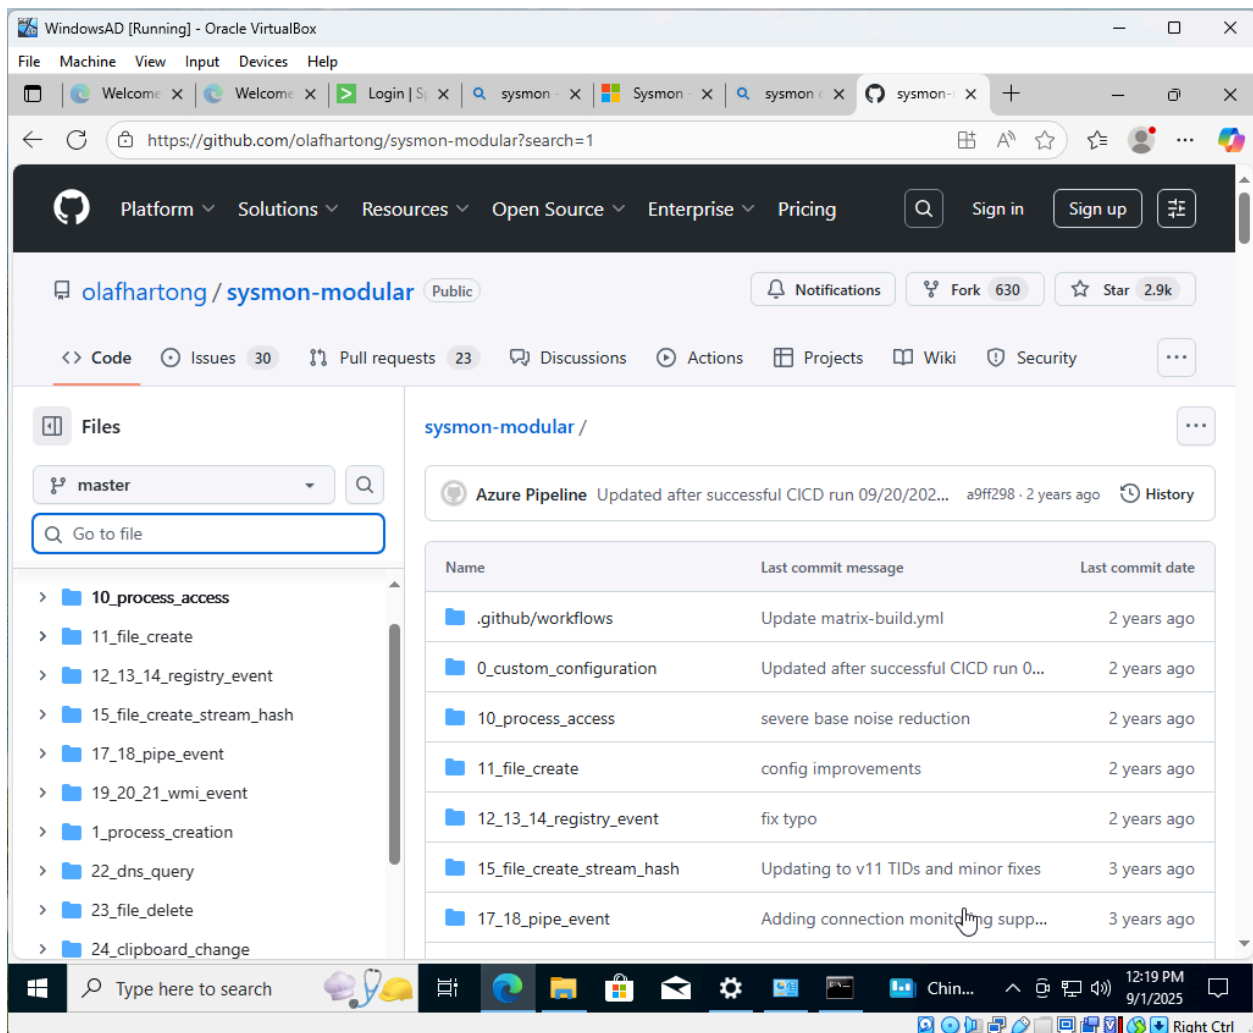 WindowsAD [Running] - Oracle VirtualBox
File Machine View Input Devices Help
Welcome Welcome Login | Sp sysmon - Sysmon - sysmon c sysmon-
https://github.com/olafhartong/sysmon-modular?search=1
Platform Solutions Resources Open Source Enterprise Pricing Sign in Sign up
olafhartong / sysmon-modular Public Notifications Fork 630 Star 2.9k
Code Issues 30 Pull requests 23 Discussions Actions Projects Wiki Security ...
Files
master
Go to file
10_process_access
11_file_create
12_13_14_registry_event
15_file_create_stream_hash
17_18_pipe_event
19_20_21_wmi_event
1_process_creation
22_dns_query
23_file_delete
24_clipboard_change
sysmon-modular /
Azure Pipeline Updated after successful CICD run 09/20/202... a9ff298 · 2 years ago History
Name Last commit message Last commit date
.github/workflows Update matrix-build.yml 2 years ago
0_custom_configuration Updated after successful CICD run 0... 2 years ago
10_process_access severe base noise reduction 2 years ago
11_file_create config improvements 2 years ago
12_13_14_registry_event fix typo 2 years ago
15_file_create_stream_hash Updating to v11 TIDs and minor fixes 3 years ago
17_18_pipe_event Adding connection monitoring supp... 3 years ago
Type here to search Chin... 12:19 PM
9/1/2025
Right Ctrl